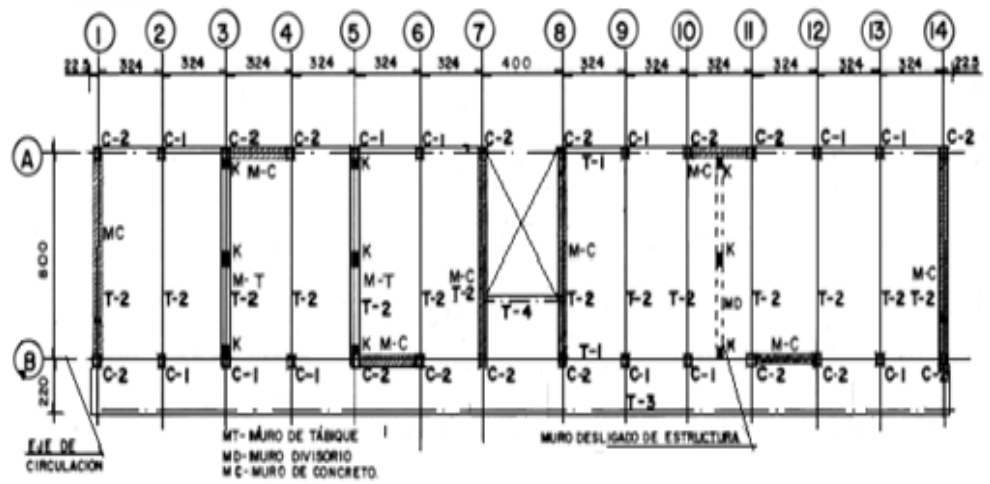 1 2 3 4 5 6 7 8 9 10 11 12 13 14
22.5 324 324 324 324 324 324 400 324 324 324 324 324 324 22.5
C-2 C-1 C-2 C-2 C-1 C-1 C-2 C-2 C-1 C-2 C-2 C-1 C-1 C-2
A
T-1
K M-C K M-C K
MC M-C M-C
K K K
800
M-T M-T M-C MD
T-2 T-2 T-2 T-2 T-2 T-2 T-2 T-2 T-2 T-2 T-2 T-2 T-2 T-2
T-4
K K M-C T-1 K M-C
B
C-2 C-1 C-1 C-1 C-2 C-2 C-2 C-2 C-1 C-1 C-2 C-2 C-1 C-2
220
T-3
EJE DE
CIRCULACION
MT-MURO DE TÁBIQUE
MD-MURO DIVISORIO
MC-MURO DE CONCRETO.
MURO DESLIGADO DE ESTRUCTURA